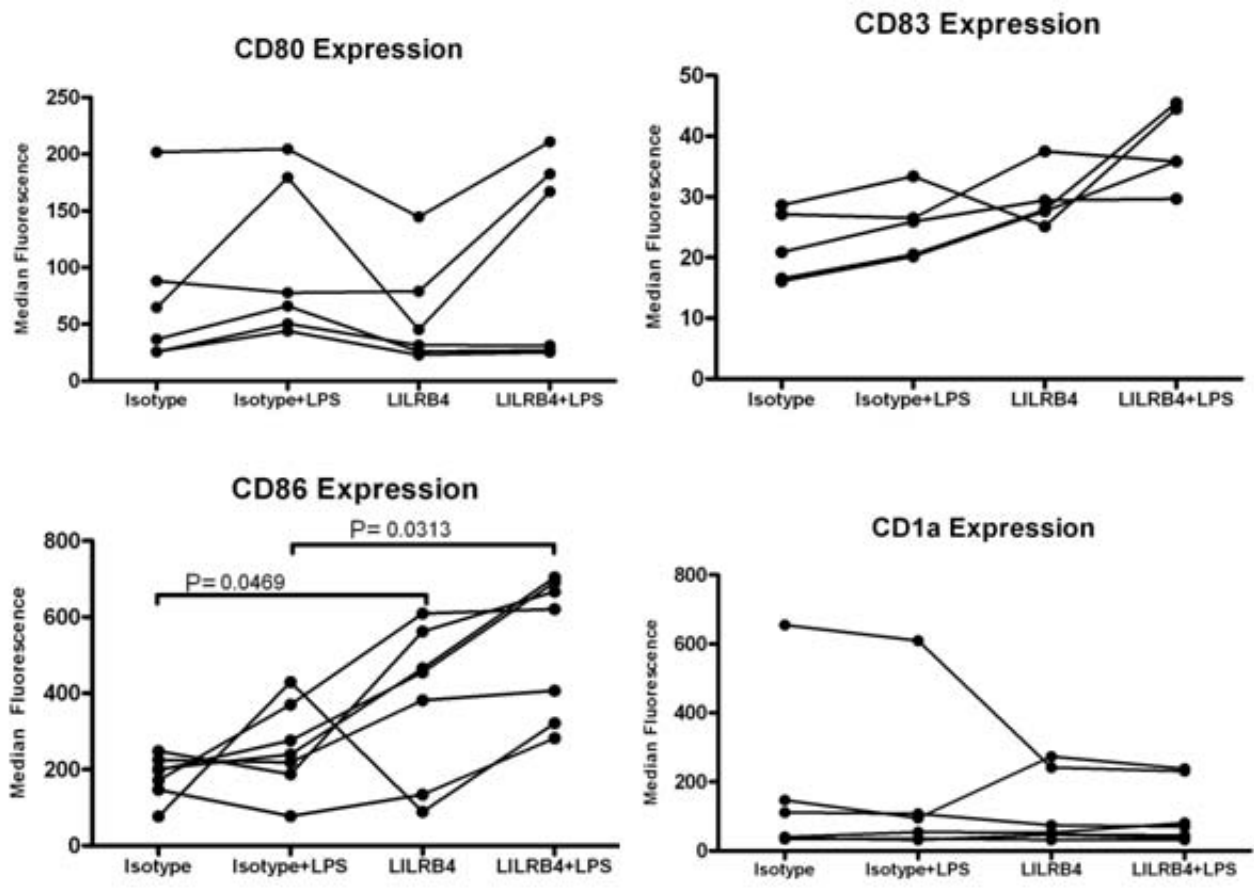 CD80 Expression
Median Fluorescence
250
200
150
100
50
0
Isotype Isotype+LPS LILRB4 LILRB4+LPS
CD83 Expression
Median Fluorescence
50
40
30
20
10
0
Isotype Isotype+LPS LILRB4 LILRB4+LPS
CD86 Expression
Median Fluorescence
P= 0.0313
P= 0.0469
800
600
400
200
0
Isotype Isotype+LPS LILRB4 LILRB4+LPS
CD1a Expression
Median Fluorescence
800
600
400
200
0
Isotype Isotype+LPS LILRB4 LILRB4+LPS